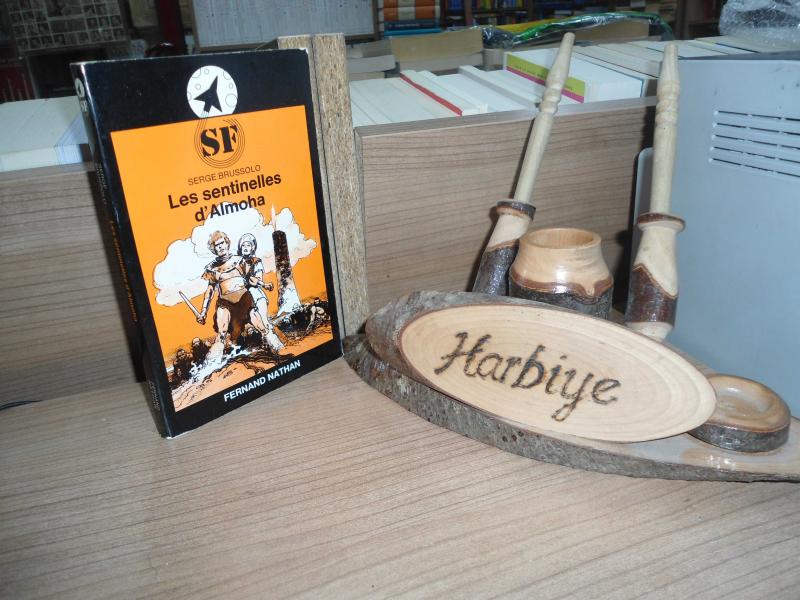 SF
SERGE BRUSSOLO
Les sentinelles
d'Almoha
FERNAND NATHAN
Harbiye